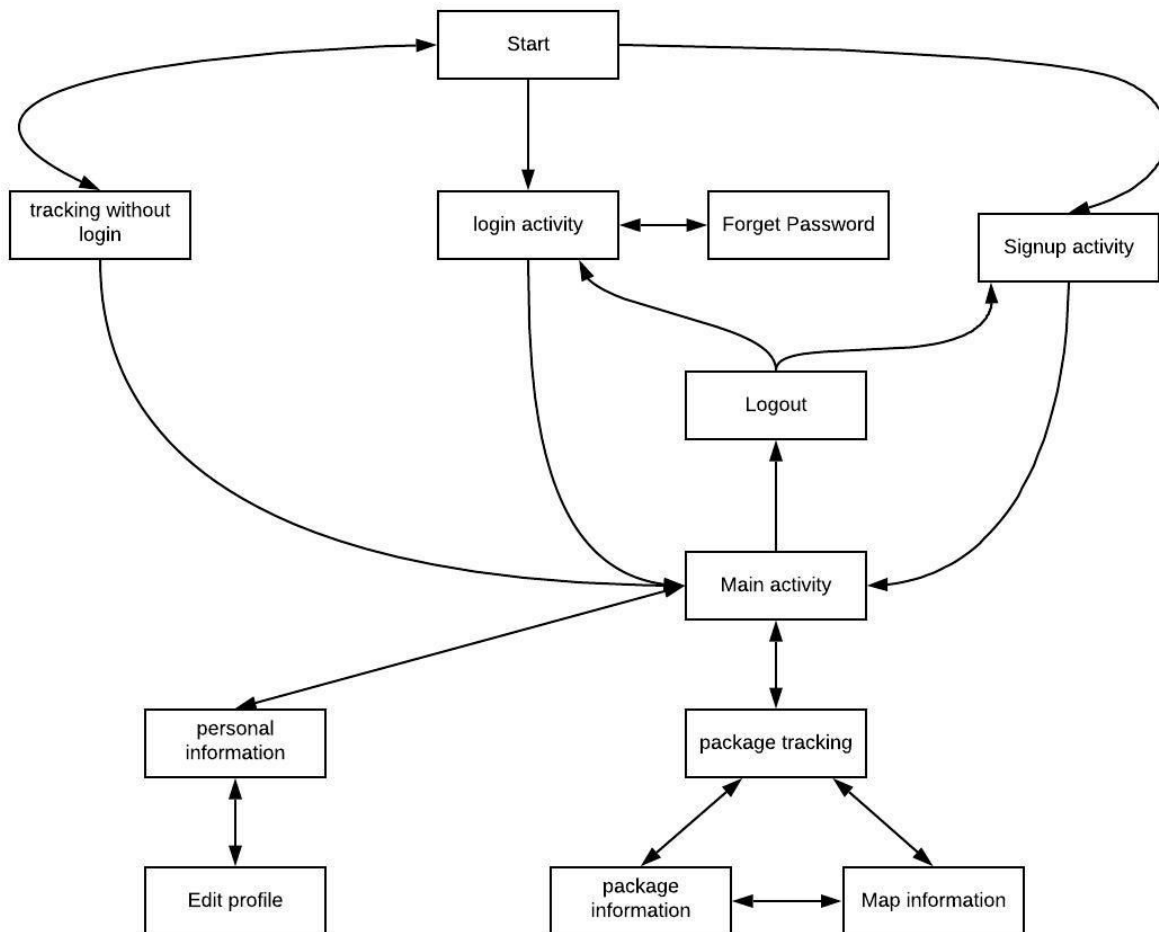 Start
tracking without
login
login activity
Forget Password
Signup activity
Logout
Main activity
personal
information
package tracking
Edit profile
package
information
Map information